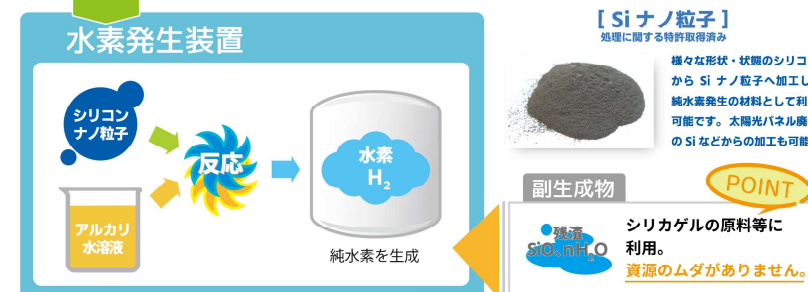 水素発生装置
シリコン
ナノ粒子
反応
アルカリ
水溶液
水素
H₂
純水素を生成
[ Si ナノ粒子 ]
処理に関する特許取得済み
様々な形状・状態のシリコ
から Si ナノ粒子へ加工し
純水素発生の材料として利
可能です。太陽光パネル廃
の Si などからの加工も可能
副生成物
POINT
残渣
SiO₂nH₂O
シリカゲルの原料等に
利用。
資源のムダがありません。